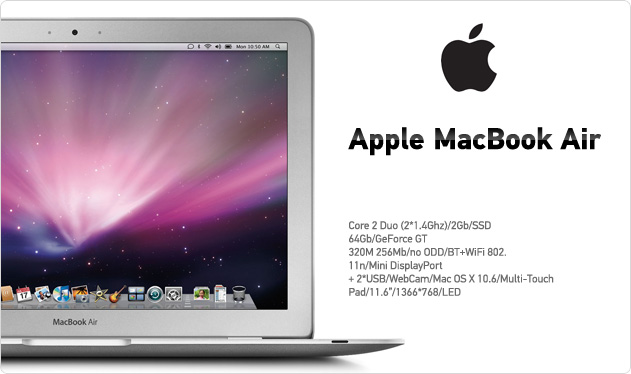 Mon 10:50 AM
Apple MacBook Air
Core 2 Duo (2*1.4Ghz)/2Gb/SSD
64Gb/GeForce GT
320M 256Mb/no ODD/BT+WiFi 802.
11n/Mini DisplayPort
+ 2*USB/WebCam/Mac OS X 10.6/Multi-Touch
Pad/11.6"/1366*768/LED
17
MacBook Air